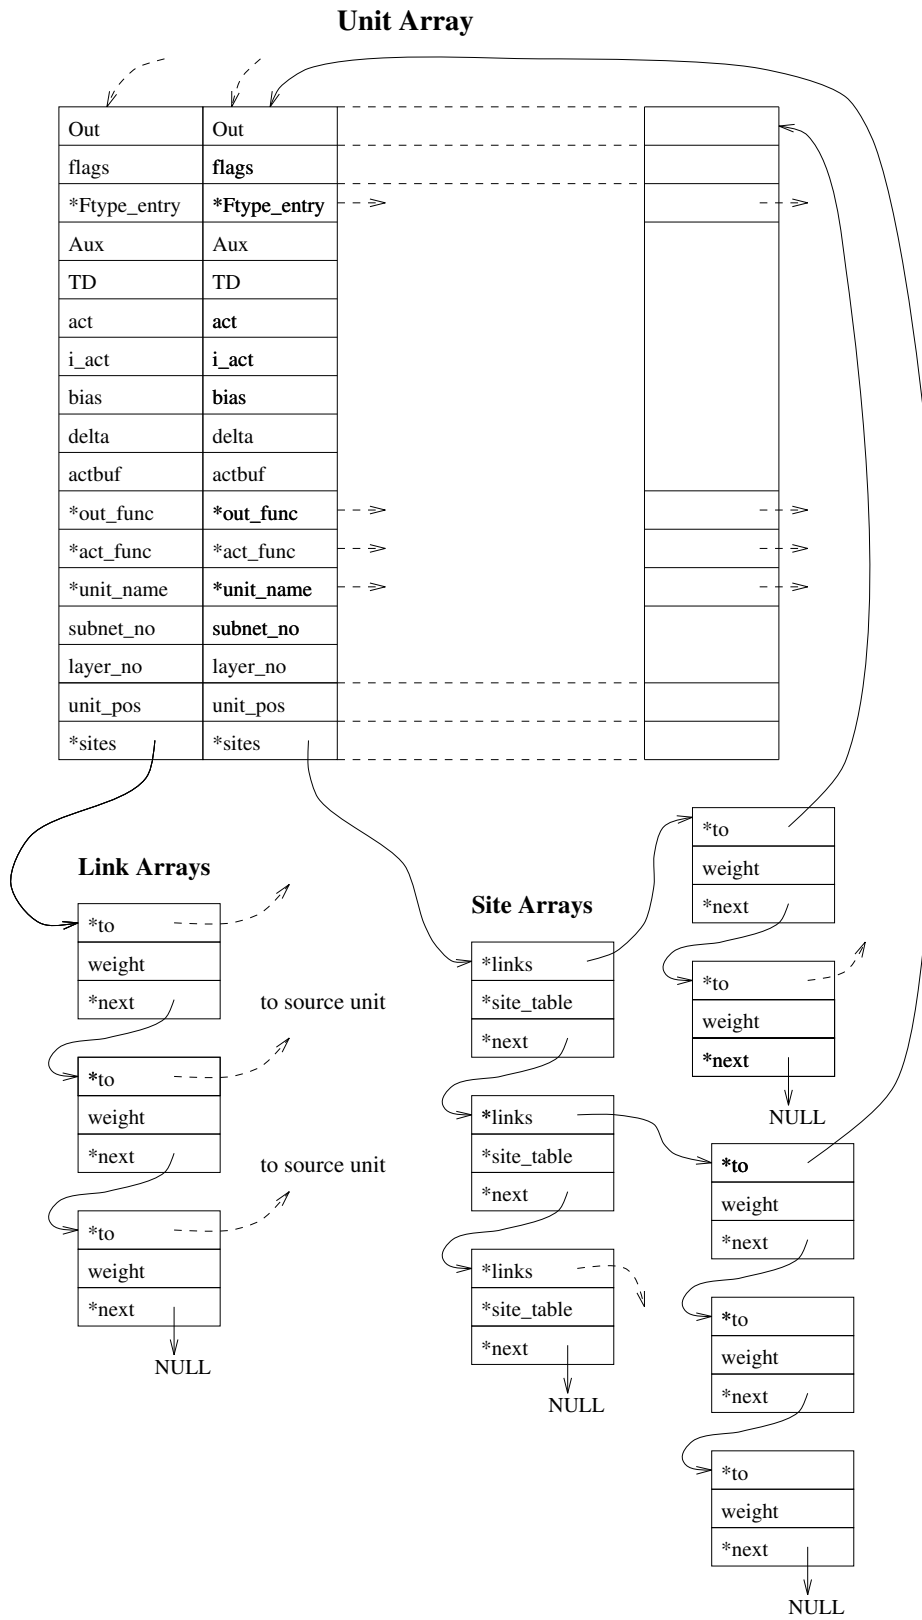 Unit Array
Out Out
flags flags
*Ftype_entry *Ftype_entry
Aux Aux
TD TD
act act
i_act i_act
bias bias
delta delta
actbuf actbuf
*out_func *out_func
*act_func *act_func
*unit_name *unit_name
subnet_no subnet_no
layer_no layer_no
unit_pos unit_pos
*sites *sites
Link Arrays
*to
weight
*next
to source unit
*to
weight
*next
to source unit
*to
weight
*next
NULL
Site Arrays
*links
*site_table
*next
*links
*site_table
*next
*links
*site_table
*next
NULL
*to
weight
*next
*to
weight
*next
NULL
*to
weight
*next
*to
weight
*next
*to
weight
*next
NULL